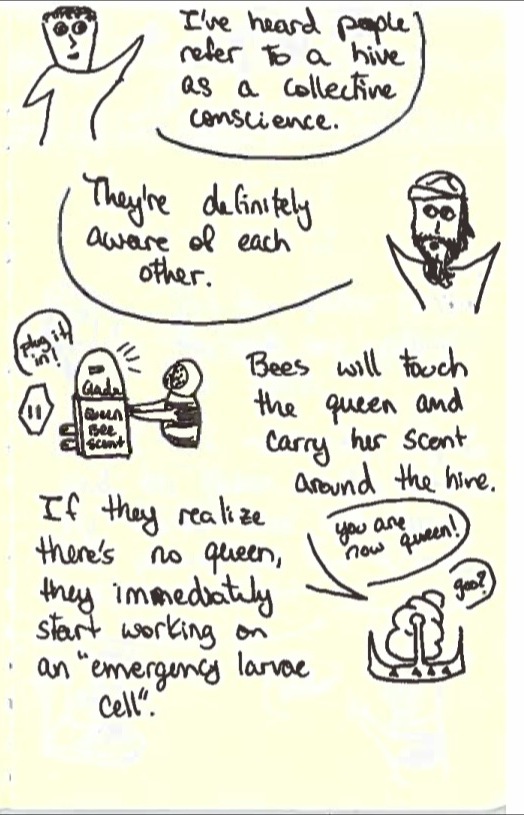 I've heard people
refer to a hive
as a collective
conscience.
They're definitely
aware of each
other.
plug it
in!
Glade
Queen
Bee
Scent
Bees will touch
the queen and
carry her scent
around the hive.
If they realize
there's no queen,
they immediately
start working on
an "emergency larvae
cell".
you are
now queen!
goo?